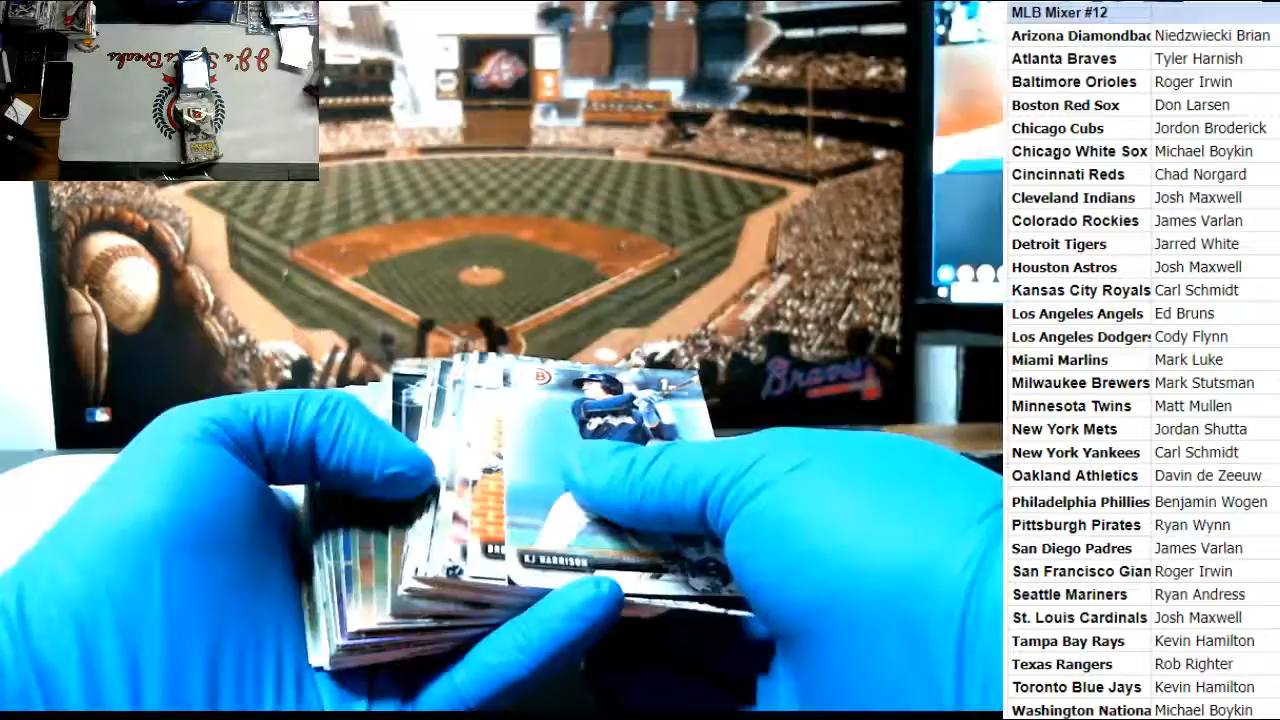 MLB Mixer #12
Arizona Diamondbac Niedzwiecki Brian
Atlanta Braves Tyler Harnish
Baltimore Orioles Roger Irwin
Boston Red Sox Don Larsen
Chicago Cubs Jordon Broderick
Chicago White Sox Michael Boykin
Cincinnati Reds Chad Norgard
Cleveland Indians Josh Maxwell
Colorado Rockies James Varlan
Detroit Tigers Jarred White
Houston Astros Josh Maxwell
Kansas City Royals Carl Schmidt
Los Angeles Angels Ed Bruns
Los Angeles Dodgers Cody Flynn
Miami Marlins Mark Luke
Milwaukee Brewers Mark Stutsman
Minnesota Twins Matt Mullen
New York Mets Jordan Shutta
New York Yankees Carl Schmidt
Oakland Athletics Davin de Zeeuw
Philadelphia Phillies Benjamin Wogen
Pittsburgh Pirates Ryan Wynn
San Diego Padres James Varlan
San Francisco Gian Roger Irwin
Seattle Mariners Ryan Andress
St. Louis Cardinals Josh Maxwell
Tampa Bay Rays Kevin Hamilton
Texas Rangers Rob Righter
Toronto Blue Jays Kevin Hamilton
Washington Nationa Michael Boykin
Braves
B
1st
KJ HARRISON